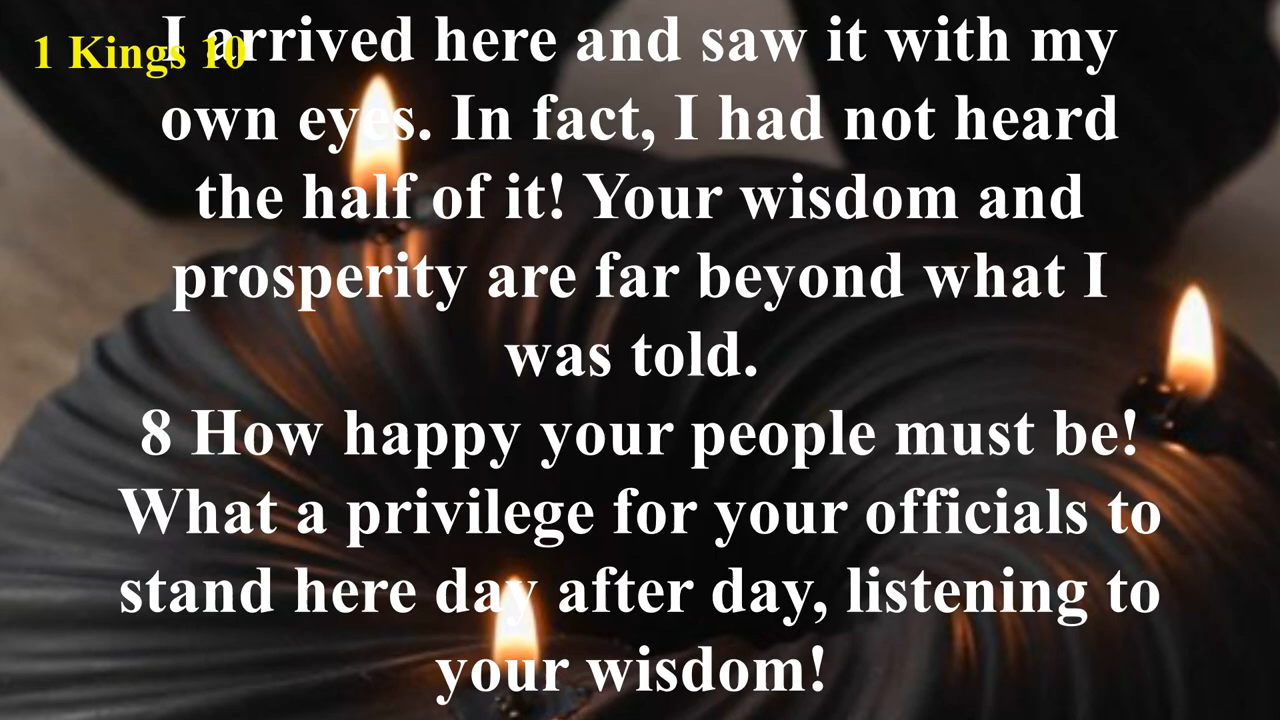 1 Kings 10
I arrived here and saw it with my
own eyes. In fact, I had not heard
the half of it! Your wisdom and
prosperity are far beyond what I
was told.
8 How happy your people must be!
What a privilege for your officials to
stand here day after day, listening to
your wisdom!